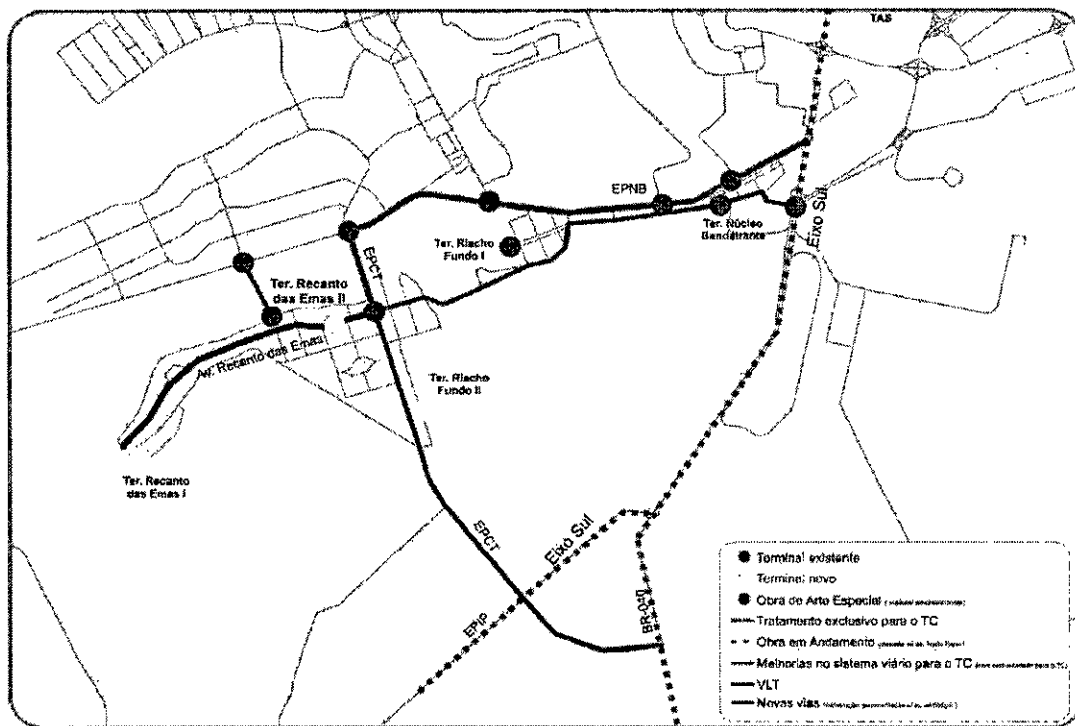 TAS
EPNB
Eixo Sul
Ter. Núcleo
Bandeirante
Ter. Riacho
Fundo I
EPCT
Ter. Recanto
das Emas II
Av. Recanto das Emas
Ter. Riacho
Fundo II
Ter. Recanto
das Emas I
EPCT
Eixo Sul
EPIP
BR-040
Terminal existente
Terminal novo
Obra de Arte Especial
Tratamento exclusivo para o TC
Obra em Andamento
Melhorias no sistema viário para o TC
VLT
Novas vias